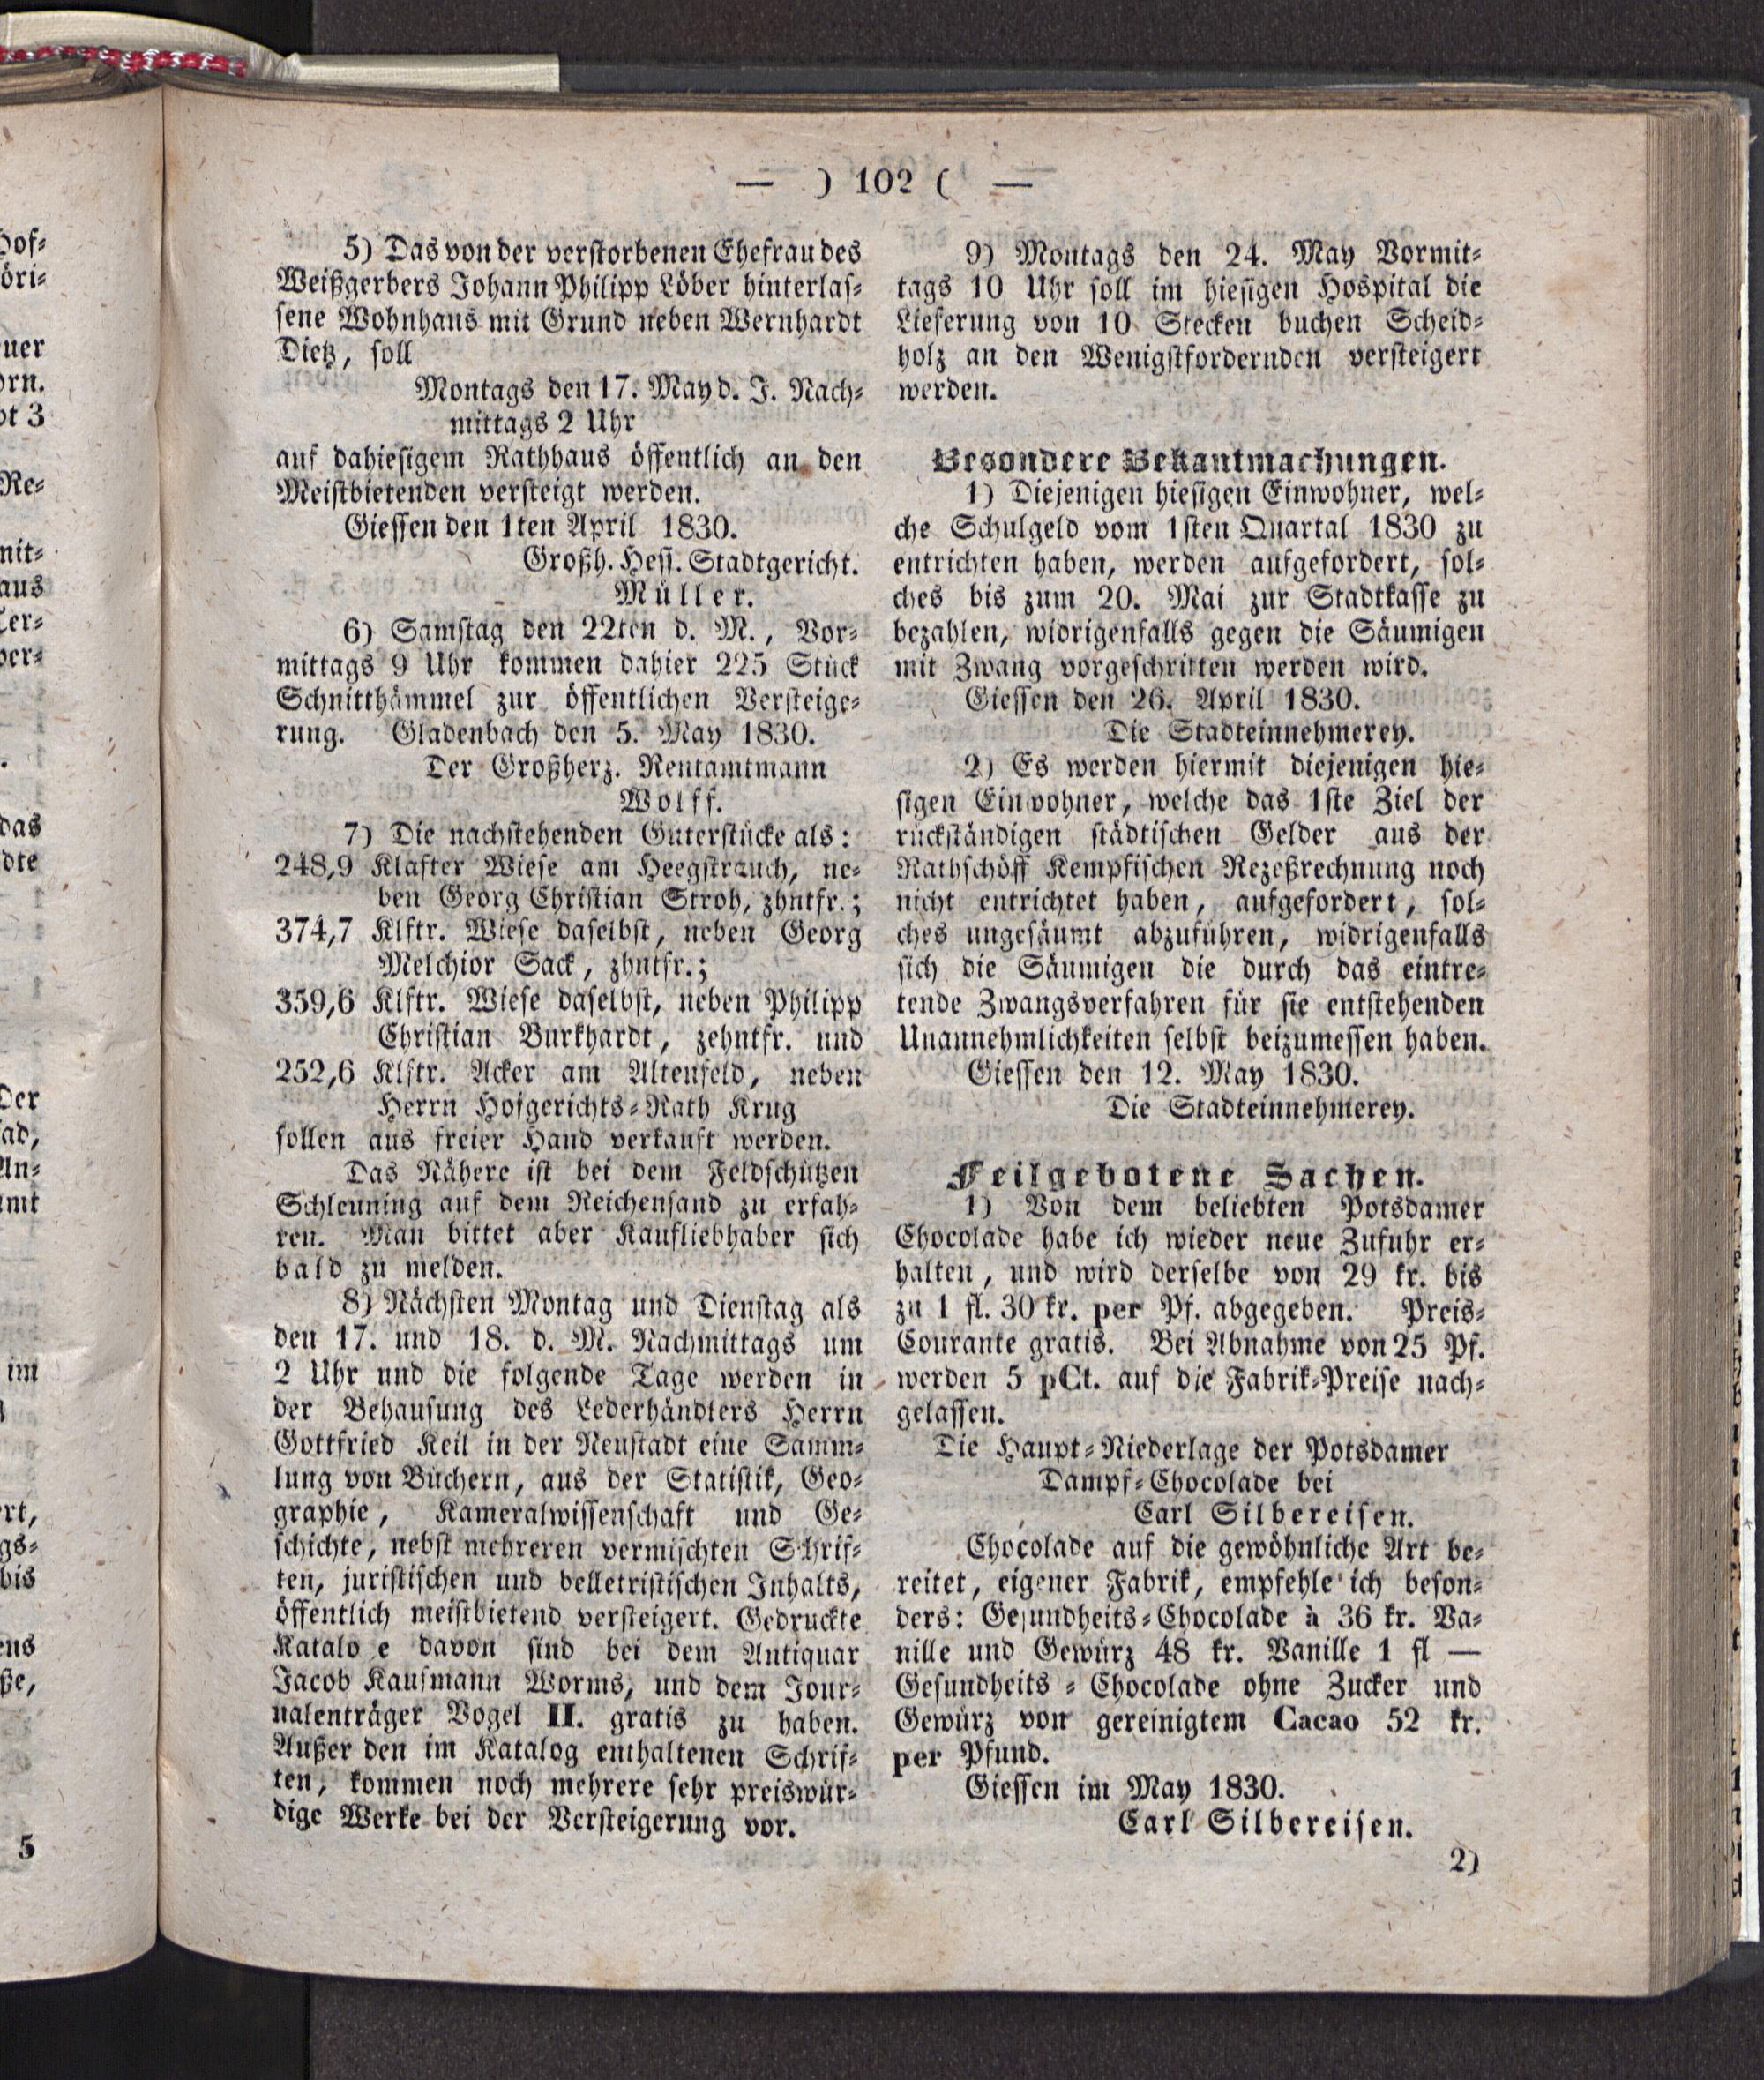 — ) 102 ( —
5) Das von der verstorbenen Ehefrau des
Weißgerbers Johann Philipp Löber hinterlas-
sene Wohnhaus mit Grund neben Wernhardt
Dietz, soll
Montags den 17. May d. J. Nach-
mittags 2 Uhr
auf dahiesigem Rathhaus öffentlich an den
Meistbietenden versteigt werden.
Giessen den 1ten April 1830.
Großh. Hess. Stadtgericht.
Müller.
6) Samstag den 22ten d. M., Vor-
mittags 9 Uhr kommen dahier 225 Stück
Schnitthämmel zur öffentlichen Versteige-
rung. Gladenbach den 5. May 1830.
Der Großherz. Rentamtmann
Wolff.
7) Die nachstehenden Güterstücke als:
248,9 Klafter Wiese am Heegstrauch, ne-
ben Georg Christian Stroh, zhntfr.;
374,7 Klftr. Wiese daselbst, neben Georg
Melchior Sack, zhntfr.;
359,6 Klftr. Wiese daselbst, neben Philipp
Christian Burkhardt, zehntfr. und
252,6 Klftr. Acker am Altenfeld, neben
Herrn Hofgerichts-Rath Krug
sollen aus freier Hand verkauft werden.
Das Nähere ist bei dem Feldschützen
Schleuning auf dem Reichensand zu erfah-
ren. Man bittet aber Kaufliebhaber sich
bald zu melden.
8) Nächsten Montag und Dienstag als
den 17. und 18. d. M. Nachmittags um
2 Uhr und die folgende Tage werden in
der Behausung des Lederhändlers Herrn
Gottfried Keil in der Neustadt eine Samm-
lung von Büchern, aus der Statistik, Geo-
graphie, Kameralwissenschaft und Ge-
schichte, nebst mehreren vermischten Schrif-
ten, juristischen und belletristischen Inhalts,
öffentlich meistbietend versteigert. Gedruckte
Katalo e davon sind bei dem Antiquar
Jacob Kaufmann Worms, und dem Jour-
nalenträger Vogel II. gratis zu haben.
Außer den im Katalog enthaltenen Schrif-
ten, kommen noch mehrere sehr preiswür-
dige Werke bei der Versteigerung vor.
9) Montags den 24. May Vormit-
tags 10 Uhr soll im hiesigen Hospital die
Lieferung von 10 Stecken buchen Scheid-
holz an den Wenigstfordernden versteigert
werden.
Besondere Bekantmachungen.
1) Diejenigen hiesigen Einwohner, wel-
che Schulgeld vom 1sten Quartal 1830 zu
entrichten haben, werden aufgefordert, sol-
ches bis zum 20. Mai zur Stadtkasse zu
bezahlen, widrigenfalls gegen die Säumigen
mit Zwang vorgeschritten werden wird.
Giessen den 26. April 1830.
Die Stadteinnehmerey.
2) Es werden hiermit diejenigen hie-
sigen Einwohner, welche das 1ste Ziel der
rückständigen städtischen Gelder aus der
Rathschöff Kempfischen Rezeßrechnung noch
nicht entrichtet haben, aufgefordert, sol-
ches ungesäumt abzuführen, widrigenfalls
sich die Säumigen die durch das eintre-
tende Zwangsverfahren für sie entstehenden
Unannehmlichkeiten selbst beizumessen haben.
Giessen den 12. May 1830.
Die Stadteinnehmerey.
Feilgebotene Sachen.
1) Von dem beliebten Potsdamer
Chocolade habe ich wieder neue Zufuhr er-
halten, und wird derselbe von 29 kr. bis
zu 1 fl. 30 kr. per Pf. abgegeben. Preis-
Courante gratis. Bei Abnahme von 25 Pf.
werden 5 pCt. auf die Fabrik-Preise nach-
gelassen.
Die Haupt-Niederlage der Potsdamer
Dampf-Chocolade bei
Carl Silbereisen.
Chocolade auf die gewöhnliche Art be-
reitet, eigener Fabrik, empfehle ich beson-
ders: Gesundheits-Chocolade à 36 kr. Va-
nille und Gewürz 48 kr. Vanille 1 fl —
Gesundheits-Chocolade ohne Zucker und
Gewürz von gereinigtem Cacao 52 kr.
per Pfund.
Giessen im May 1830.
Carl Silbereisen.
2)